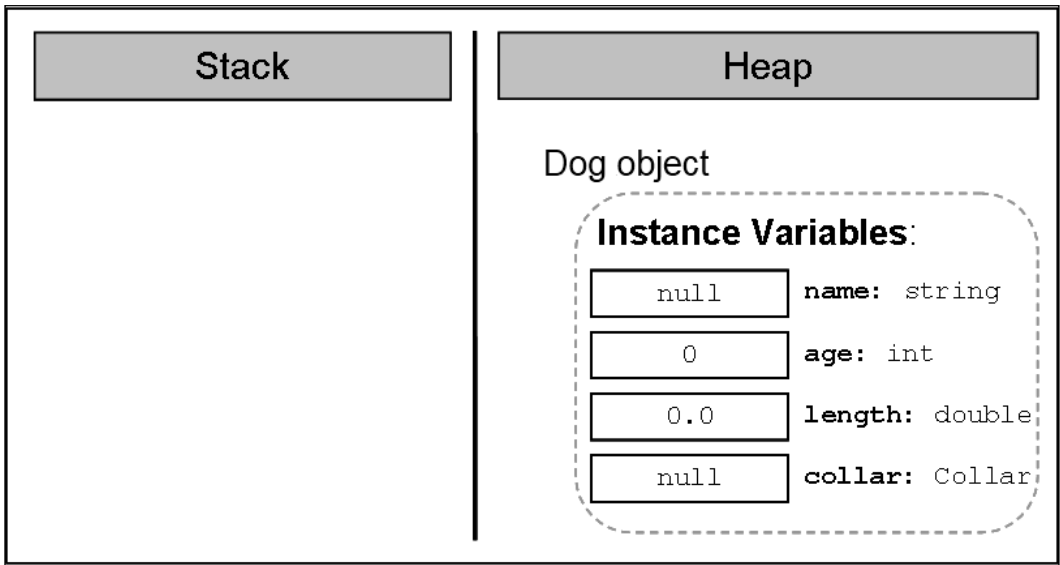 Stack
Heap
Dog object
Instance Variables:
null name: string
0 age: int
0.0 length: double
null collar: Collar